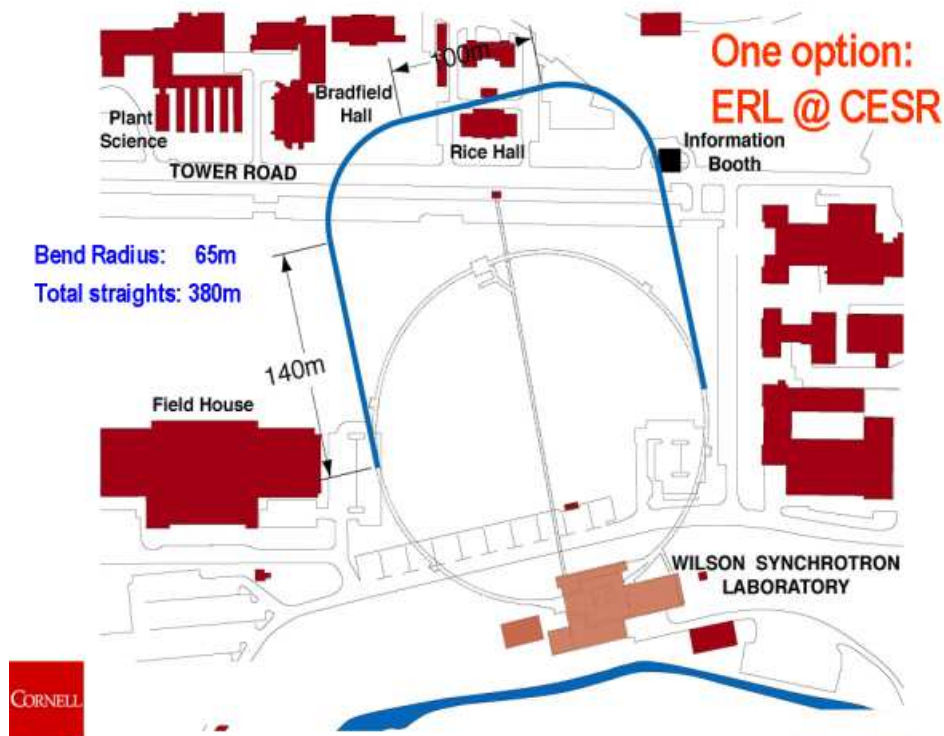 One option:
ERL @ CESR
100m
Bradfield
Hall
Plant
Science
Rice Hall
Information
Booth
TOWER ROAD
Bend Radius: 65m
Total straights: 380m
140m
Field House
WILSON SYNCHROTRON
LABORATORY
CORNELL